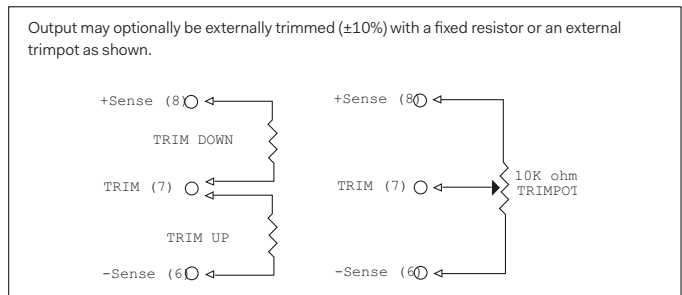 Output may optionally be externally trimmed (±10%) with a fixed resistor or an external
trimpot as shown.
+Sense (8)
TRIM DOWN
TRIM (7)
TRIM UP
-Sense (6)
+Sense (8)
TRIM (7)
10K ohm
TRIMPOT
-Sense (6)